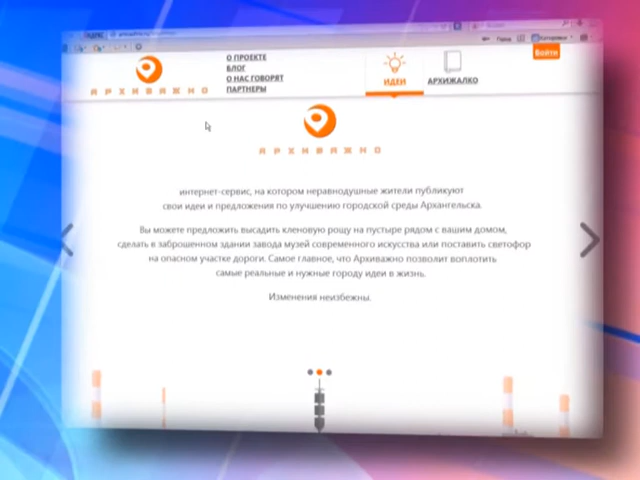 О ПРОЕКТЕ
БЛОГ
О НАС ГОВОРЯТ
ПАРТНЕРЫ
ИДЕИ
АРХИЖАЛКО
Войти
АРХИВАЖНО
АРХИВАЖНО
интернет-сервис, на котором неравнодушные жители публикуют
свои идеи и предложения по улучшению городской среды Архангельска.
Вы можете предложить высадить кленовую рощу на пустыре рядом с вашим домом,
сделать в заброшенном здании завода музей современного искусства или поставить светофор
на опасном участке дороги. Самое главное, что Архиважно позволит воплотить
самые реальные и нужные городу идеи в жизнь.
Изменения неизбежны.